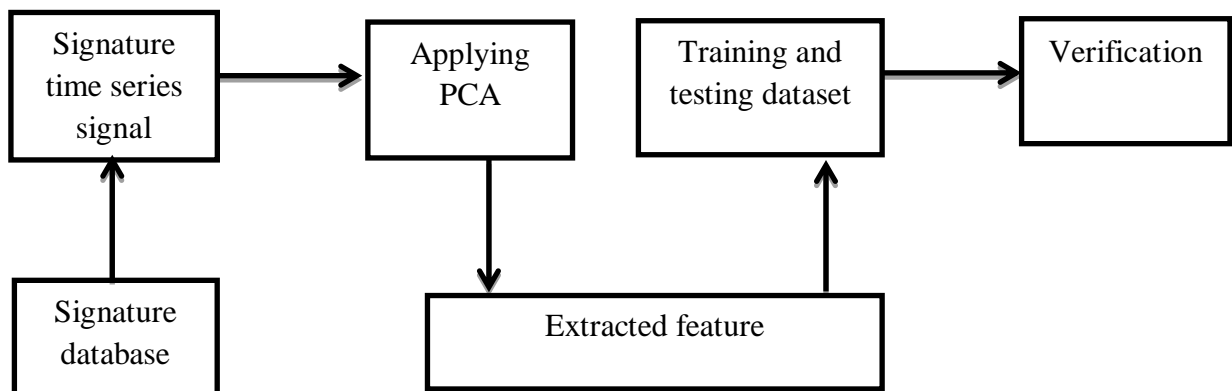 Signature
time series
signal
Applying
PCA
Training and
testing dataset
Verification
Signature
database
Extracted feature